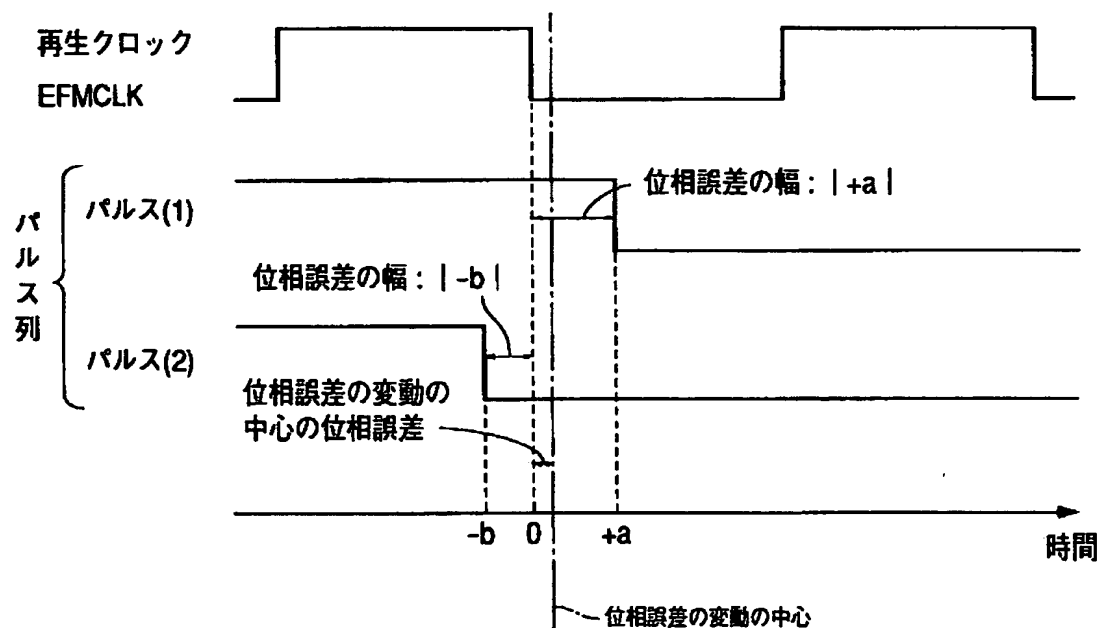 再生クロック
EFMCLK
パルス列
パルス(1)
位相誤差の幅：｜+a｜
位相誤差の幅：｜-b｜
パルス(2)
位相誤差の変動の
中心の位相誤差
-b 0 +a
時間
位相誤差の変動の中心